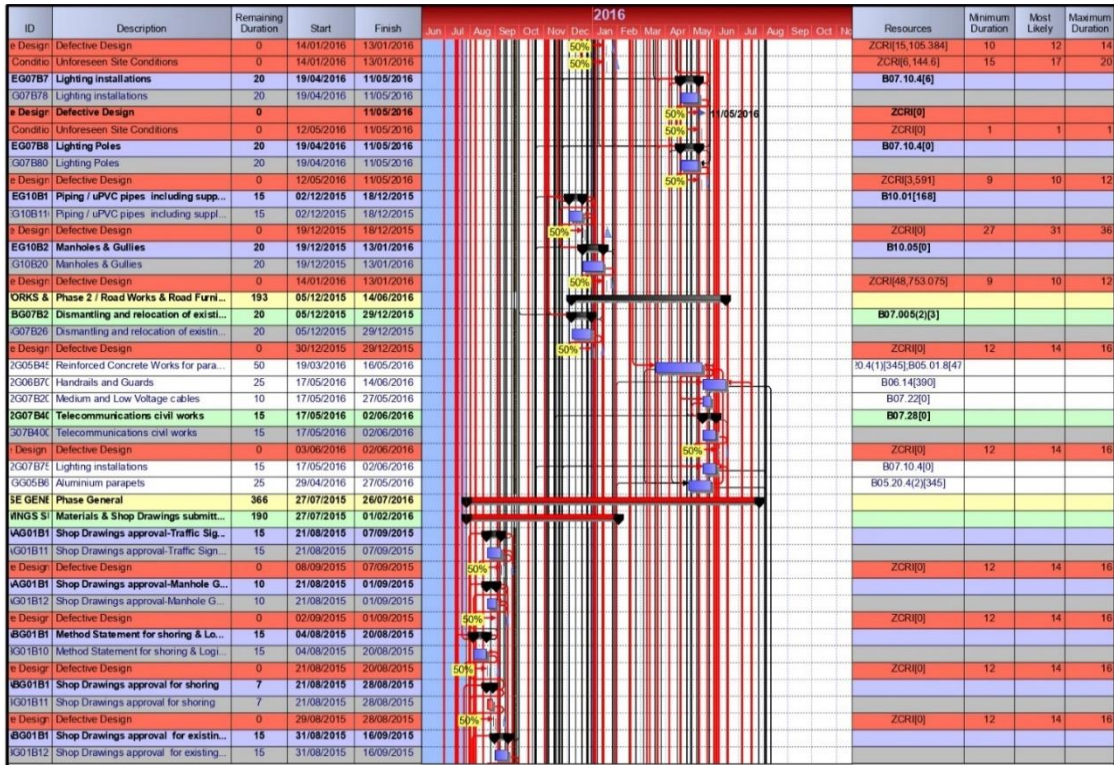 2016
ID Description Remaining Duration Start Finish Jun Jul Aug Sep Oct Nov Dec Jan Feb Mar Apr May Jun Jul Aug Sep Oct Resources Minimum Duration Most Likely Maximum Duration
e Design Defective Design 0 14/01/2016 13/01/2016 50% ZCRI[15,105.384] 10 12 14
Conditio Unforeseen Site Conditions 0 14/01/2016 13/01/2016 50% ZCRI[6,144.6] 15 17 20
EG07B7 Lighting installations 20 19/04/2016 11/05/2016 B07.10.4[6]
G07B78 Lighting installations 20 19/04/2016 11/05/2016
e Design Defective Design 0 11/05/2016 50% 11/05/2016 ZCRI[0]
Conditio Unforeseen Site Conditions 0 12/05/2016 11/05/2016 50% ZCRI[0] 1 1 1
EG07B8 Lighting Poles 20 19/04/2016 11/05/2016 B07.10.4[0]
G07B80 Lighting Poles 20 19/04/2016 11/05/2016
e Design Defective Design 0 12/05/2016 11/05/2016 50% ZCRI[3,591] 9 10 12
EG10B1 Piping / uPVC pipes including supp... 15 02/12/2015 18/12/2015 B10.01[168]
G10B11 Piping / uPVC pipes including suppl... 15 02/12/2015 18/12/2015
e Design Defective Design 0 19/12/2015 18/12/2015 50% ZCRI[0] 27 31 36
EG10B2 Manholes & Gullies 20 19/12/2015 13/01/2016 B10.05[0]
G10B20 Manholes & Gullies 20 19/12/2015 13/01/2016
e Design Defective Design 0 14/01/2016 13/01/2016 50% ZCRI[48,753.075] 9 10 12
ORKS & Phase 2 / Road Works & Road Furni... 193 05/12/2015 14/06/2016
BG07B2 Dismantling and relocation of existi... 20 05/12/2015 29/12/2015 B07.005(2)[3]
G07B26 Dismantling and relocation of existin... 20 05/12/2015 29/12/2015
e Design Defective Design 0 30/12/2015 29/12/2015 50% ZCRI[0] 12 14 16
2G05B45 Reinforced Concrete Works for para... 50 19/03/2016 16/05/2016 0.4(1)[345];B05.01.8[47
2G06B70 Handrails and Guards 25 17/05/2016 14/06/2016 B06.14[390]
2G07B20 Medium and Low Voltage cables 10 17/05/2016 27/05/2016 B07.22[0]
2G07B40 Telecommunications civil works 15 17/05/2016 02/06/2016 B07.28[0]
G07B400 Telecommunications civil works 15 17/05/2016 02/06/2016
Design Defective Design 0 03/06/2016 02/06/2016 50% ZCRI[0] 12 14 16
2G07B75 Lighting installations 15 17/05/2016 02/06/2016 B07.10.4[0]
GG05B6 Aluminium parapets 25 29/04/2016 27/05/2016 B05.20.4(2)[345]
SE GENE Phase General 366 27/07/2015 26/07/2016
Materials & Shop Drawings submitt... 190 27/07/2015 01/02/2016
AG01B1 Shop Drawings approval-Traffic Sig... 15 21/08/2015 07/09/2015
G01B11 Shop Drawings approval-Traffic Sign... 15 21/08/2015 07/09/2015
e Design Defective Design 0 08/09/2015 07/09/2015 50% ZCRI[0] 12 14 16
AG01B1 Shop Drawings approval-Manhole G... 10 21/08/2015 01/09/2015
G01B12 Shop Drawings approval-Manhole G... 10 21/08/2015 01/09/2015
e Design Defective Design 0 02/09/2015 01/09/2015 50% ZCRI[0] 12 14 16
BG01B1 Method Statement for shoring & Lo... 15 04/08/2015 20/08/2015
G01B10 Method Statement for shoring & Logi... 15 04/08/2015 20/08/2015
e Design Defective Design 0 21/08/2015 20/08/2015 50% ZCRI[0] 12 14 16
BG01B1 Shop Drawings approval for shoring 7 21/08/2015 28/08/2015
G01B11 Shop Drawings approval for shoring 7 21/08/2015 28/08/2015
e Design Defective Design 0 29/08/2015 28/08/2015 50% ZCRI[0] 12 14 16
BG01B1 Shop Drawings approval for existin... 15 31/08/2015 16/09/2015
G01B12 Shop Drawings approval for existing... 15 31/08/2015 16/09/2015